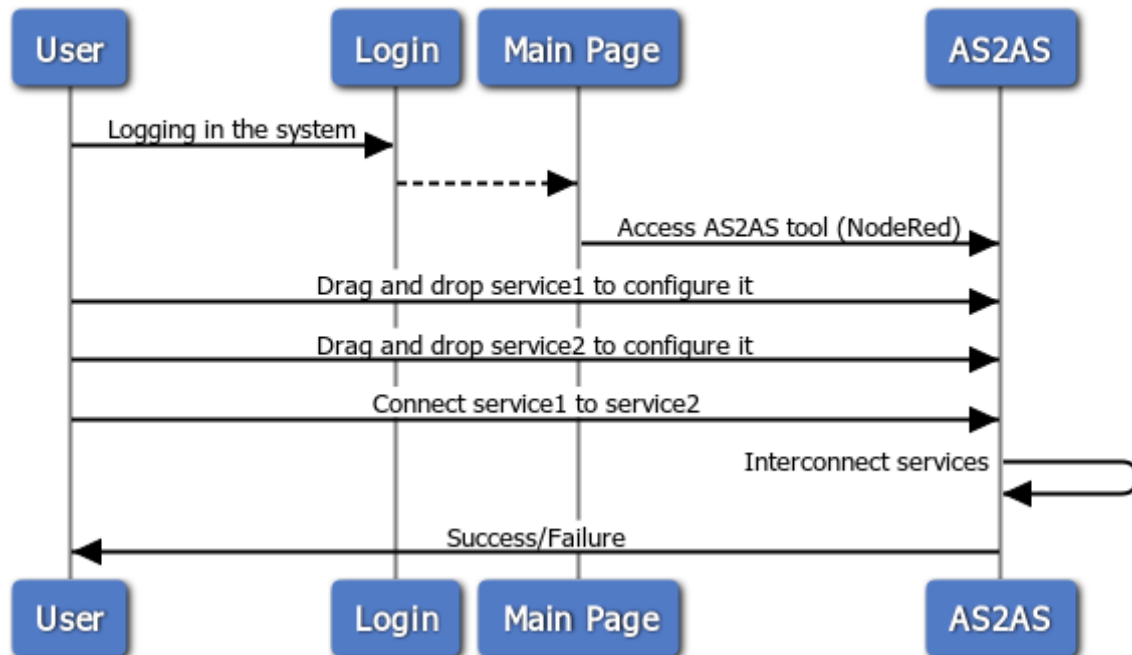 User
Login
Main Page
AS2AS
Logging in the system
Access AS2AS tool (NodeRed)
Drag and drop service1 to configure it
Drag and drop service2 to configure it
Connect service1 to service2
Interconnect services
Success/Failure
User
Login
Main Page
AS2AS